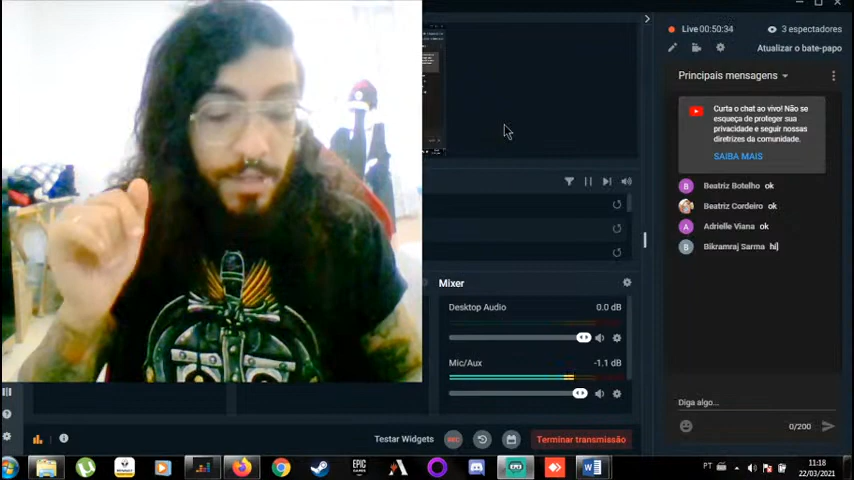 Live 00:50:34
3 espectadores
Atualizar o bate-papo
Principais mensagens
Curta o chat ao vivo! Não se
esqueça de proteger sua
privacidade e seguir nossas
diretrizes da comunidade.
SAIBA MAIS
Beatriz Botelho ok
Beatriz Cordeiro ok
A Adrielle Viana ok
B Bikramraj Sarma hi
Diga algo...
0/200
Mixer
Desktop Audio 0.0 dB
Mic/Aux -1.1 dB
Testar Widgets
REC
Terminar transmissão
EPIC
GAMES
W
PT
11:18
22/03/2021